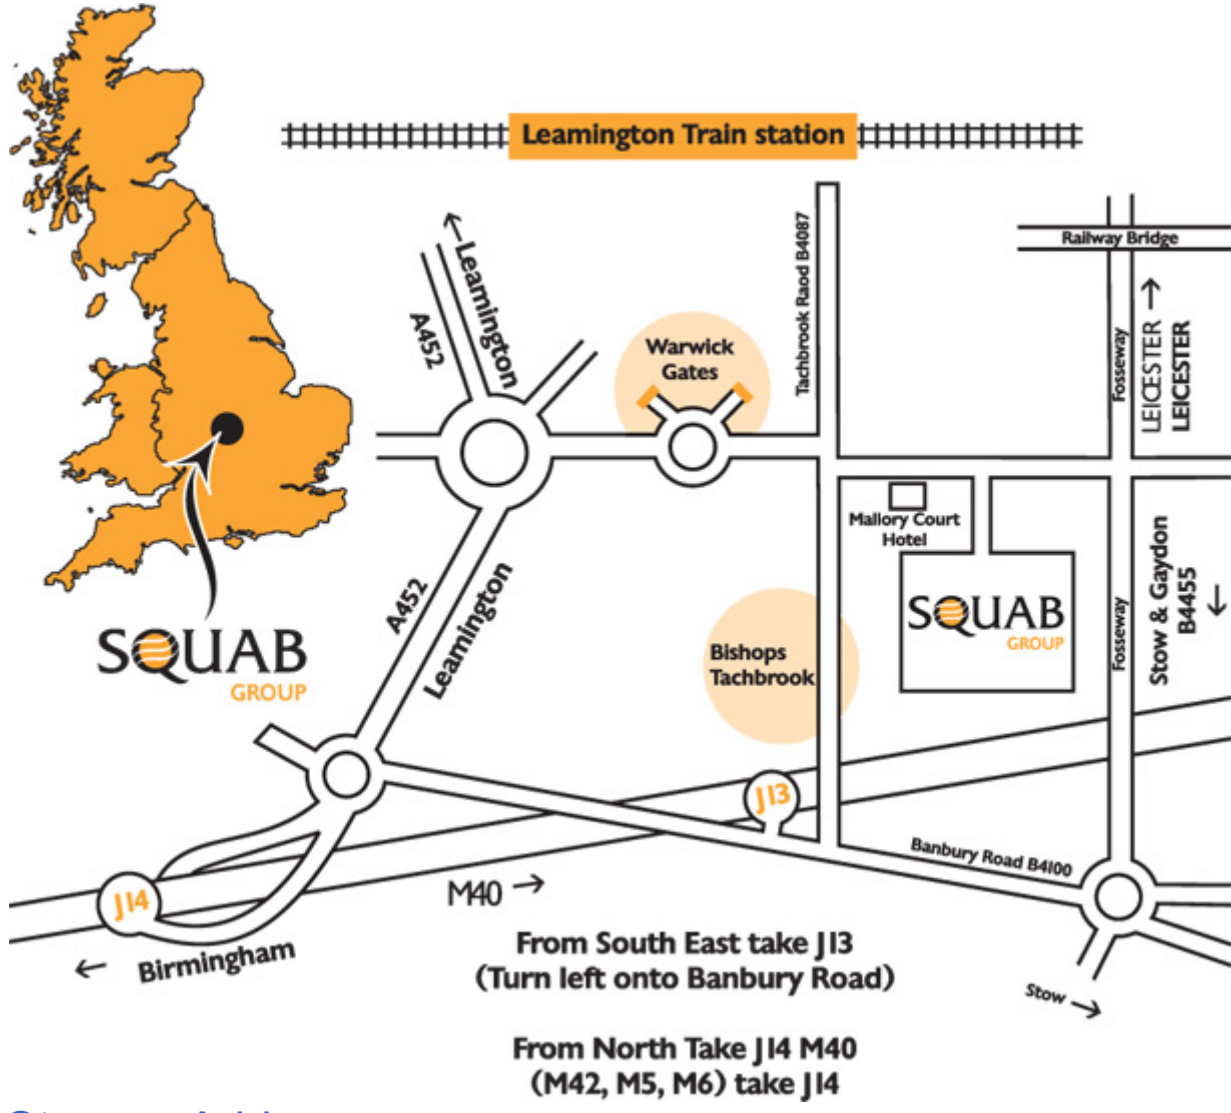 Leamington Train station
Railway Bridge
Tachbrook Raod B4087
←Leamington
A452
Warwick
Gates
Fosseway
LEICESTER →
LEICESTER
Mallory Court
Hotel
SQUAB
GROUP
Stow & Gaydon
B4455
←
Fosseway
A452
Leamington
Bishops
Tachbrook
SQUAB
GROUP
J13
J14
M40 →
Banbury Road B4100
← Birmingham
Stow →
From South East take J13
(Turn left onto Banbury Road)
From North Take J14 M40
(M42, M5, M6) take J14